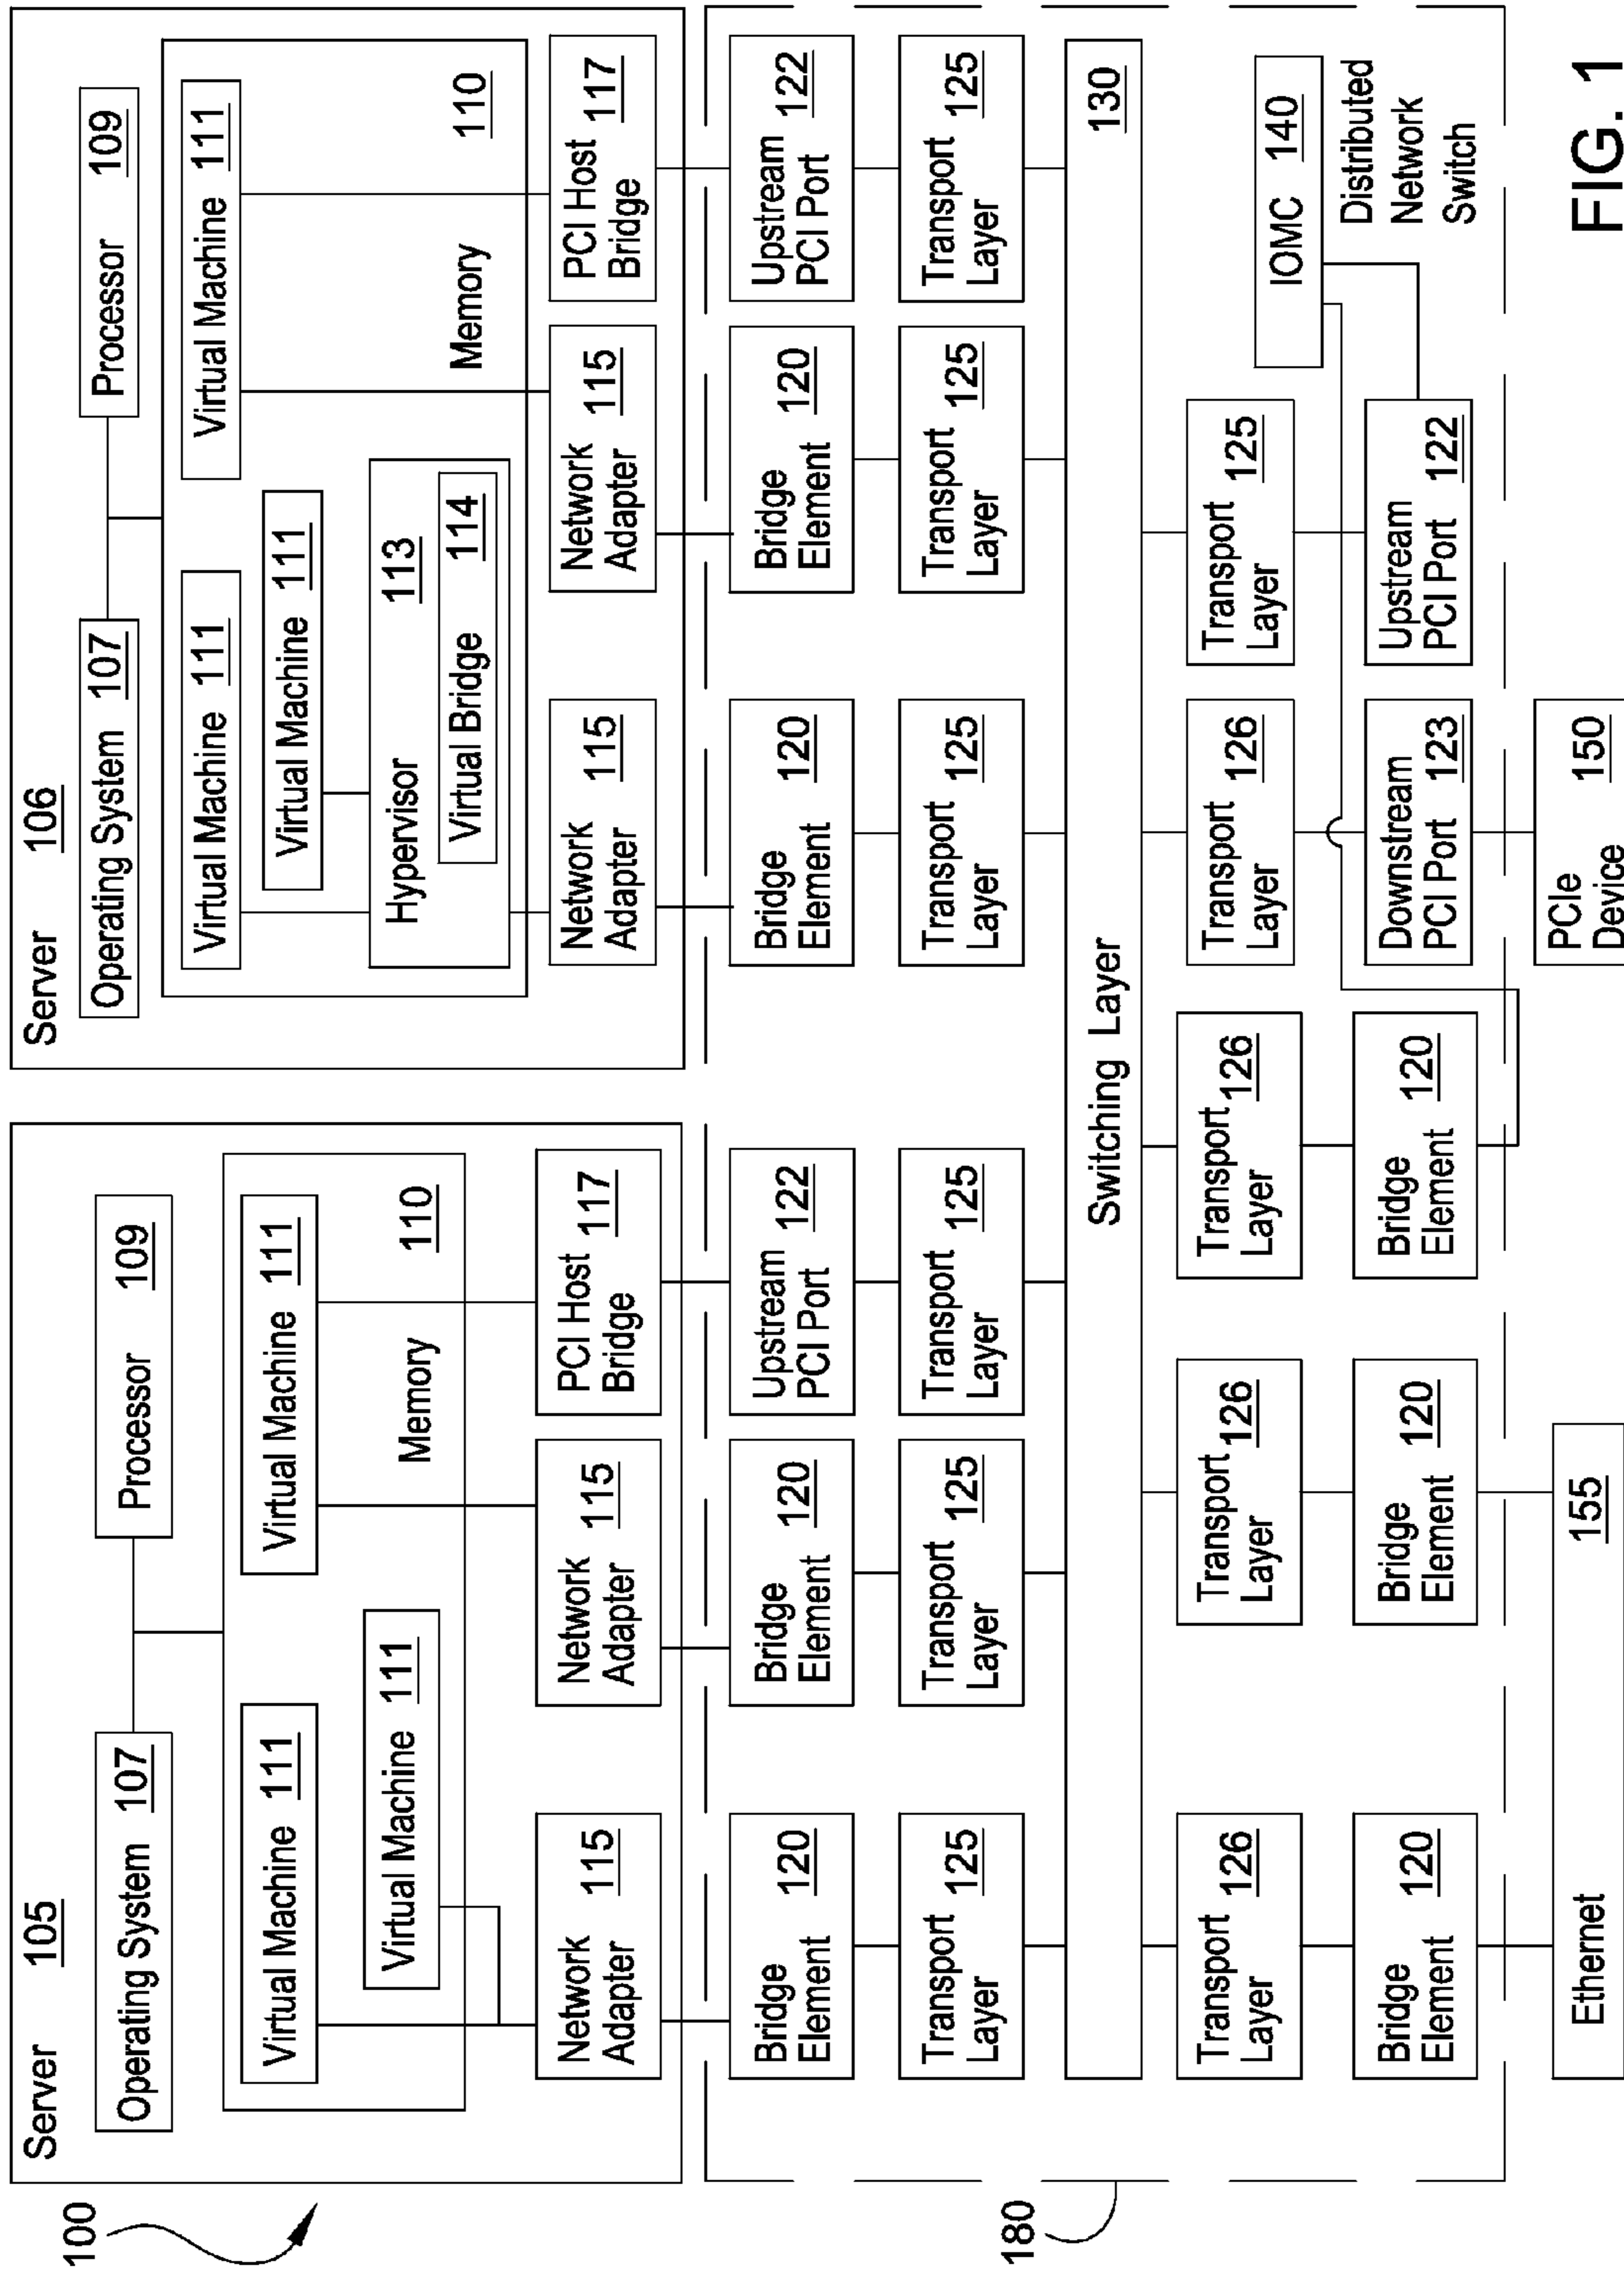 100
Server 105
Operating System 107
Processor 109
Virtual Machine 111
Virtual Machine 111
Virtual Machine 111
Memory 110
Network Adapter 115
Network Adapter 115
PCI Host Bridge 117
Server 106
Operating System 107
Processor 109
Virtual Machine 111
Virtual Machine 111
Virtual Machine 111
Hypervisor 113
Virtual Bridge 114
Memory 110
Network Adapter 115
Network Adapter 115
PCI Host Bridge 117
180
Bridge Element 120
Bridge Element 120
Upstream PCI Port 122
Bridge Element 120
Bridge Element 120
Upstream PCI Port 122
Transport Layer 125
Transport Layer 125
Transport Layer 125
Transport Layer 125
Transport Layer 125
Transport Layer 125
Switching Layer 130
Transport Layer 126
Transport Layer 126
Transport Layer 126
Transport Layer 126
Transport Layer 125
IOMC 140
Bridge Element 120
Bridge Element 120
Bridge Element 120
Downstream PCI Port 123
Upstream PCI Port 122
Distributed Network Switch
Ethernet 155
PCIe Device 150
FIG. 1